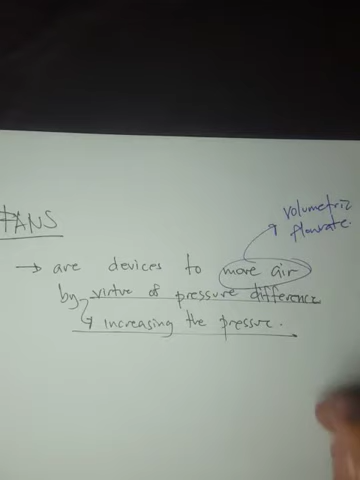 FANS
volumetric
flowrate.
→ are devices to move air
by virtue of pressure difference
↳ increasing the pressure.